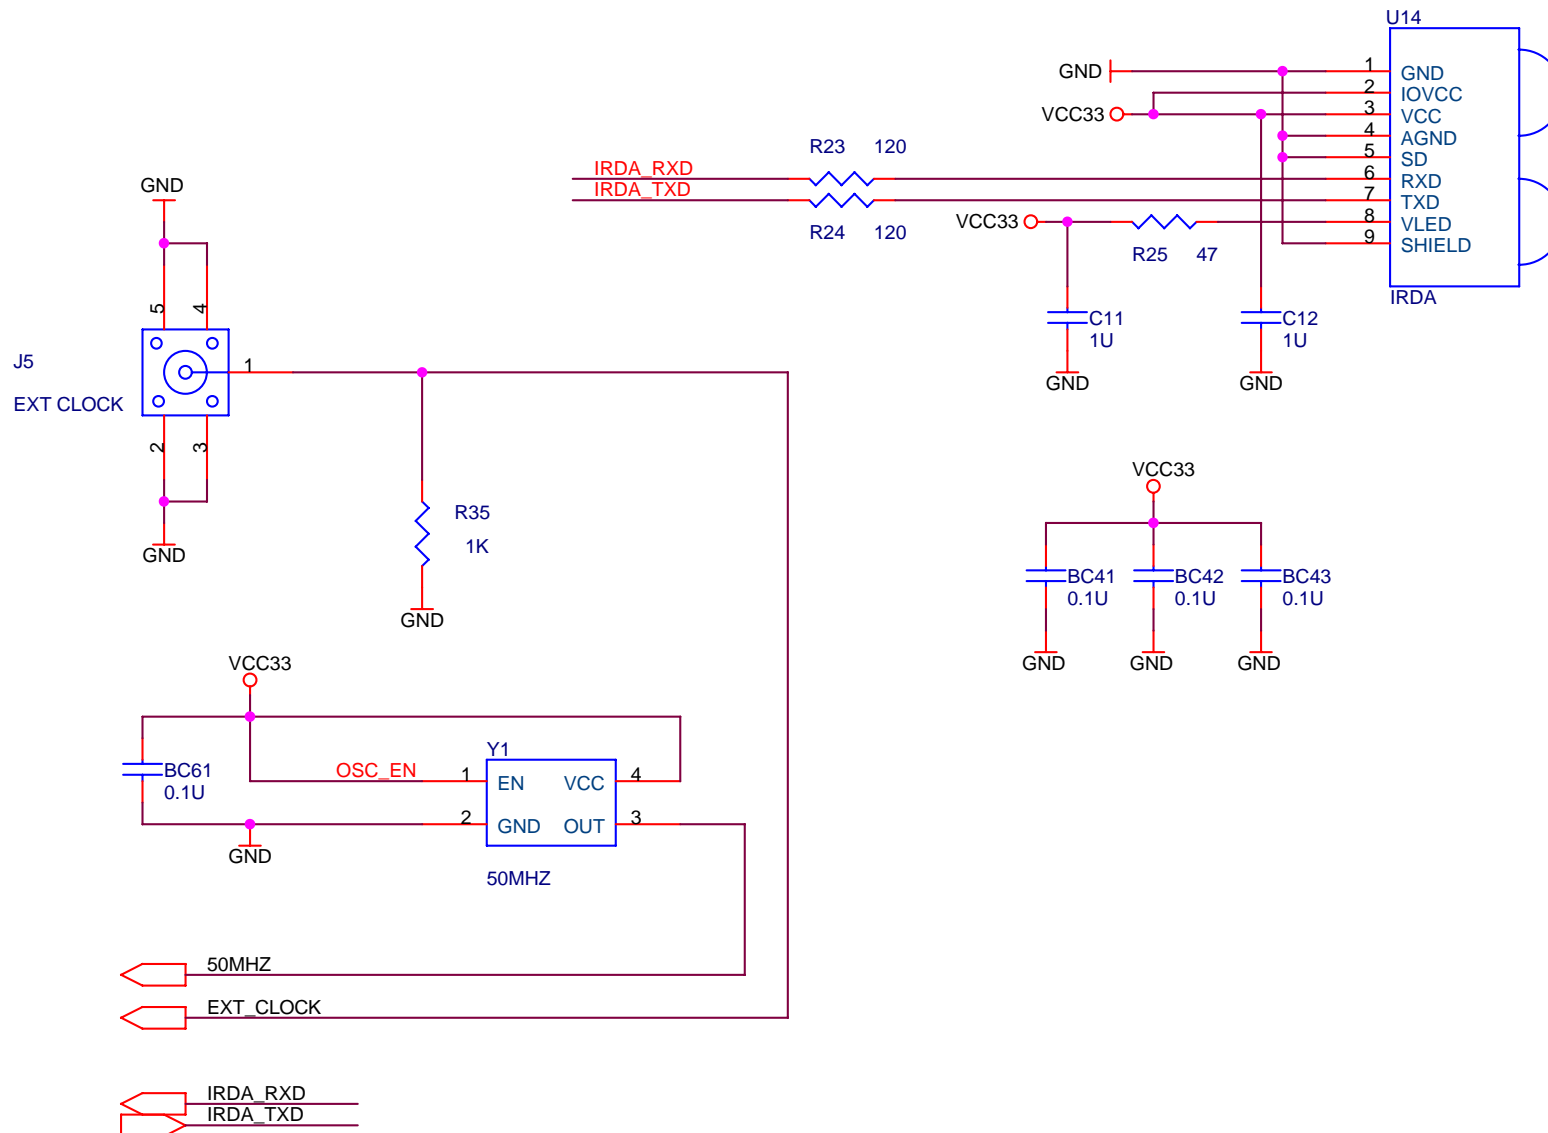 U14
GND 1 GND
2 IOVCC
VCC33 3 VCC
4 AGND
R23 120
5 SD
IRDA_RXD 6 RXD
IRDA_TXD 7 TXD
VCC33 8 VLED
R24 120
9 SHIELD
R25 47
IRDA
C11
1U
GND
C12
1U
GND
GND
5 4
J5
EXT CLOCK
1
2 3
GND
R35
1K
GND
VCC33
BC41
0.1U
BC42
0.1U
BC43
0.1U
GND GND GND
VCC33
Y1
BC61
0.1U
OSC_EN 1 EN VCC 4
2 GND OUT 3
GND
50MHZ
50MHZ
EXT_CLOCK
IRDA_RXD
IRDA_TXD